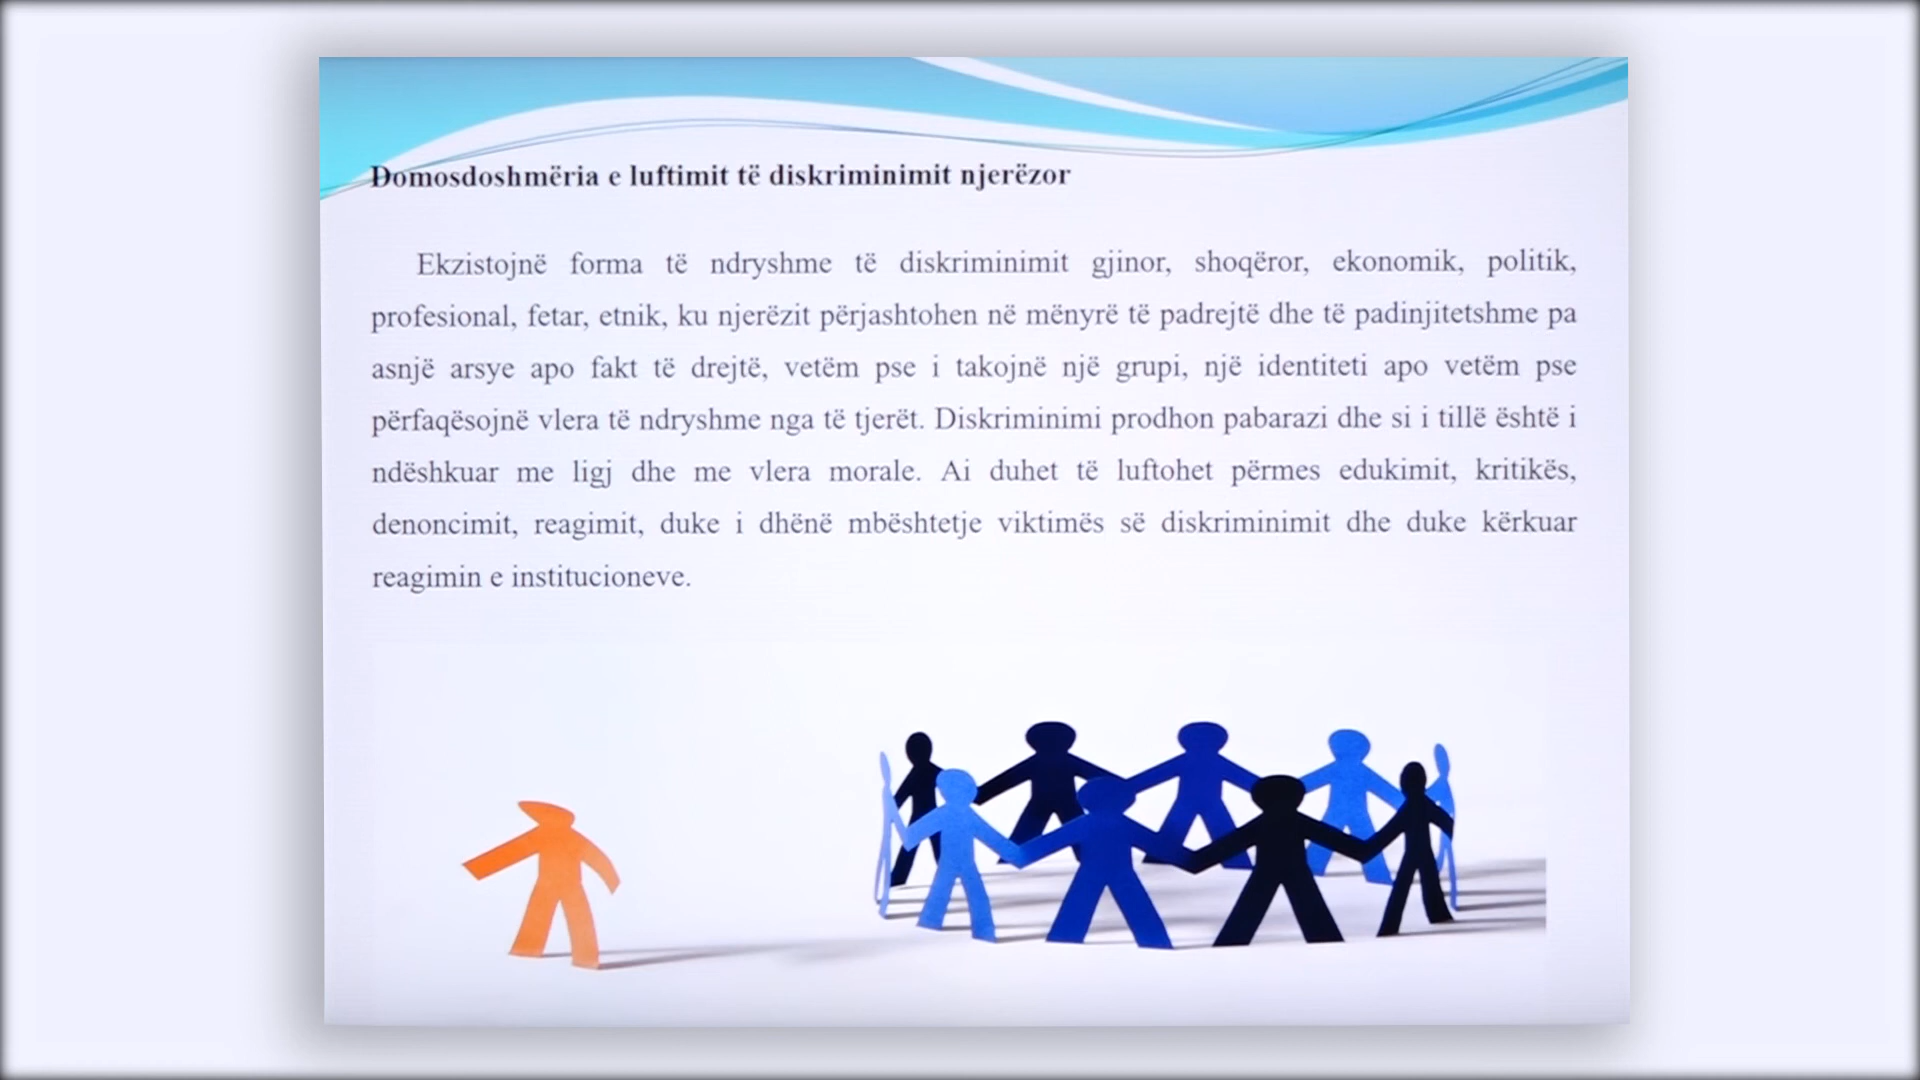 Domosdoshmëria e luftimit të diskriminimit njerëzor
Ekzistojnë forma të ndryshme të diskriminimit gjinor, shoqëror, ekonomik, politik,
profesional, fetar, etnik, ku njerëzit përjashtohen në mënyrë të padrejtë dhe të padinjitetshme pa
asnjë arsye apo fakt të drejtë, vetëm pse i takojnë një grupi, një identiteti apo vetëm pse
përfaqësojnë vlera të ndryshme nga të tjerët. Diskriminimi prodhon pabarazi dhe si i tillë është i
ndëshkuar me ligj dhe me vlera morale. Ai duhet të luftohet përmes edukimit, kritikës,
denoncimit, reagimit, duke i dhënë mbështetje viktimës së diskriminimit dhe duke kërkuar
reagimin e institucioneve.